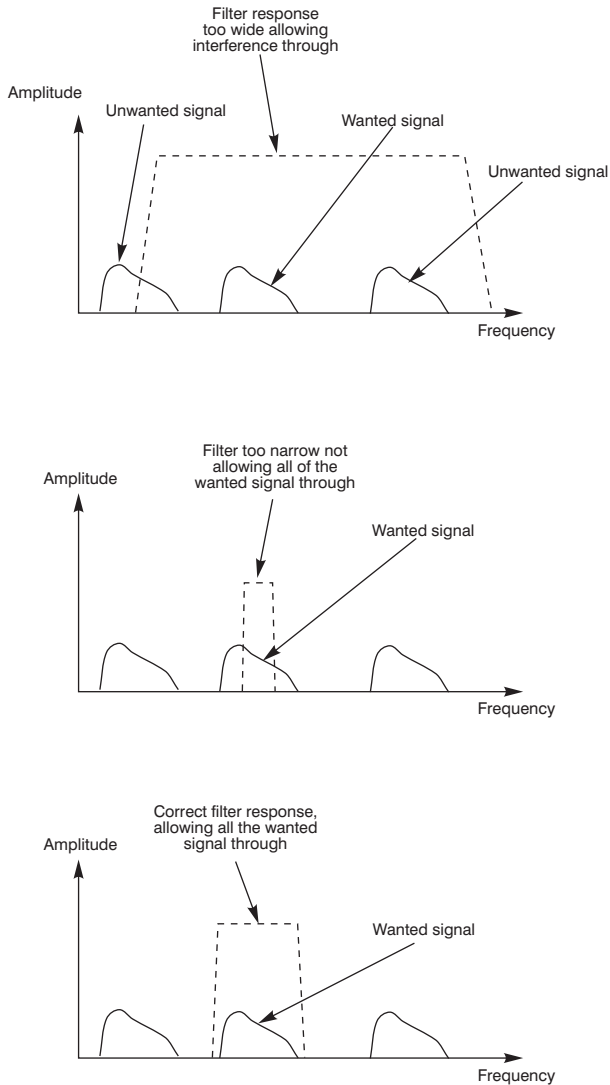 Filter response
too wide allowing
interference through
Amplitude
Unwanted signal
Wanted signal
Unwanted signal
Frequency
Filter too narrow not
allowing all of the
wanted signal through
Amplitude
Wanted signal
Frequency
Correct filter response,
allowing all the wanted
signal through
Amplitude
Wanted signal
Frequency